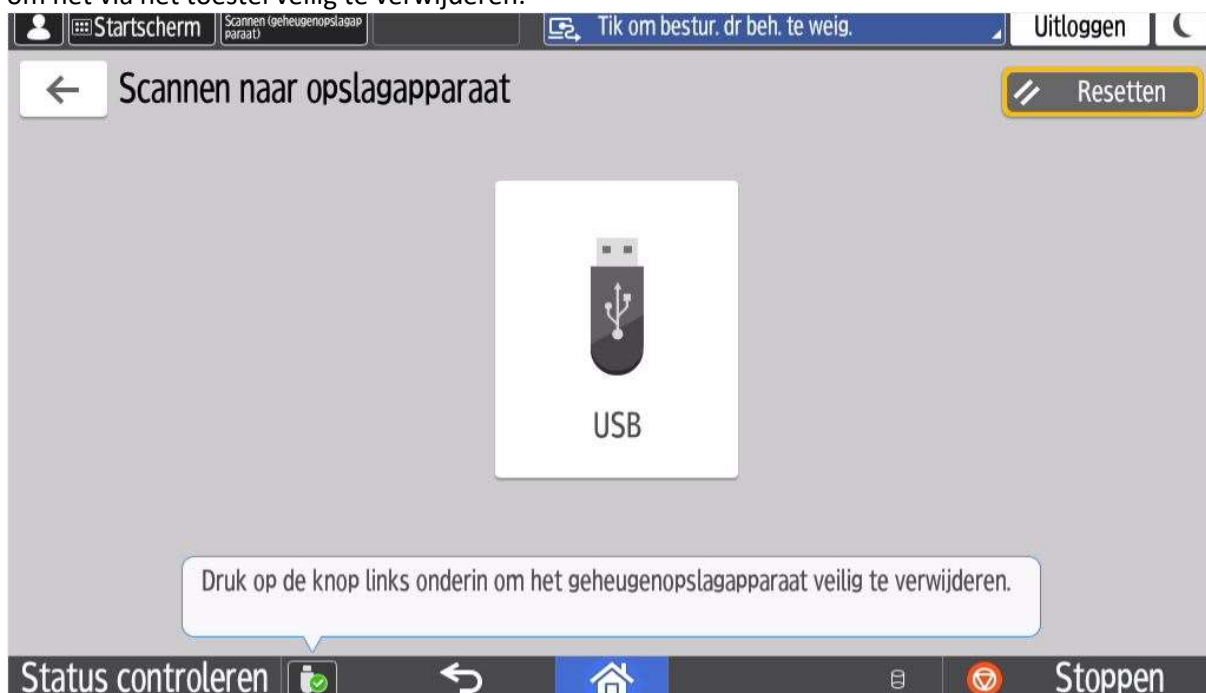 om het via het toestel veilig te verwijderen.
Startscherm
Scannen (geheugenopslagap
paraat)
Tik om bestur. dr beh. te weig.
Uitloggen
Scannen naar opslagapparaat
Resetten
USB
Druk op de knop links onderin om het geheugenopslagapparaat veilig te verwijderen.
Status controleren
Stoppen